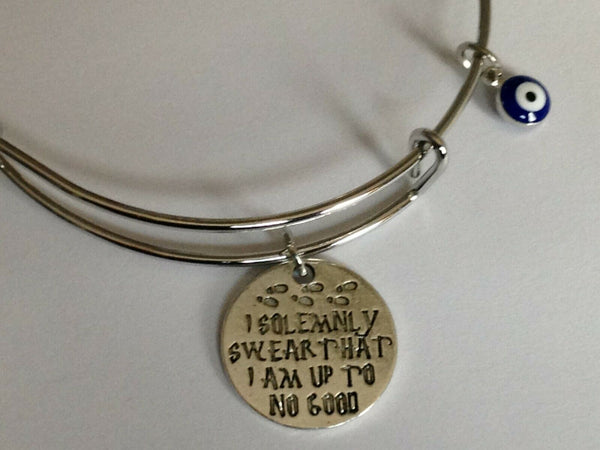 I SOLEMNLY
SWEAR THAT
I AM UP TO
NO GOOD